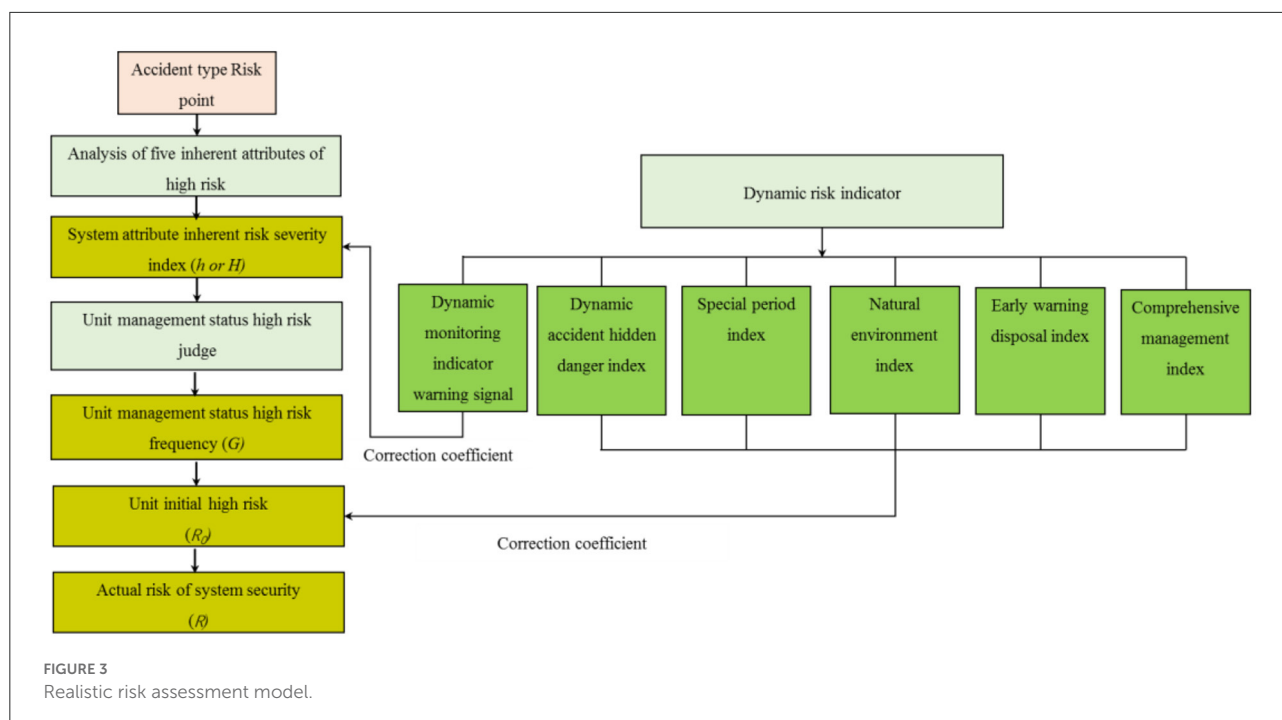 Accident type Risk
point
Analysis of five inherent attributes of
high risk
System attribute inherent risk severity
index (h or H)
Unit management status high risk
judge
Unit management status high risk
frequency (G)
Unit initial high risk
(R0)
Actual risk of system security
(R)
Dynamic risk indicator
Dynamic
monitoring
indicator
warning signal
Dynamic
accident hidden
danger index
Special period
index
Natural
environment
index
Early warning
disposal index
Comprehensive
management
index
Correction coefficient
Correction coefficient
FIGURE 3
Realistic risk assessment model.